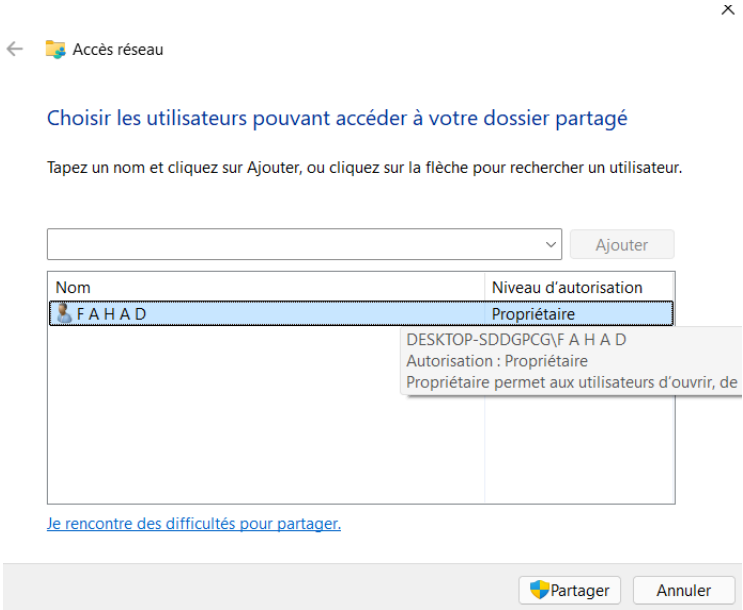 Accès réseau
Choisir les utilisateurs pouvant accéder à votre dossier partagé
Tapez un nom et cliquez sur Ajouter, ou cliquez sur la flèche pour rechercher un utilisateur.
Ajouter
Nom Niveau d'autorisation
F A H A D Propriétaire
DESKTOP-SDDGPCG\F A H A D
Autorisation : Propriétaire
Propriétaire permet aux utilisateurs d'ouvrir, de
Je rencontre des difficultés pour partager.
Partager Annuler